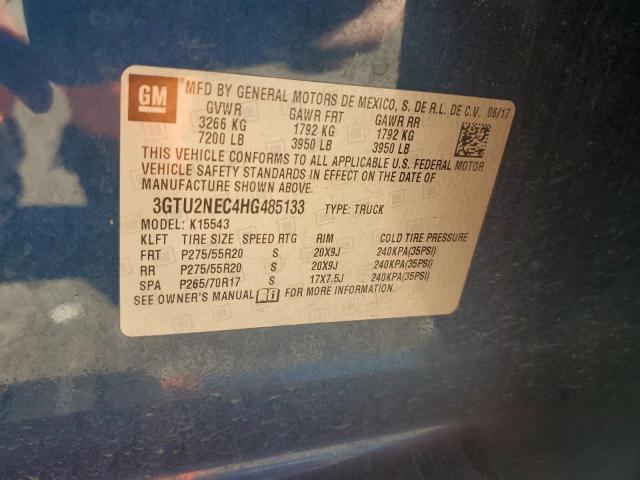 GM
MFD BY GENERAL MOTORS DE MEXICO, S. DE R.L. DE C.V. 06/17
GVWR GAWR FRT GAWR RR
3266 KG 1792 KG 1792 KG
7200 LB 3950 LB 3950 LB
THIS VEHICLE CONFORMS TO ALL APPLICABLE U.S. FEDERAL MOTOR
VEHICLE SAFETY STANDARDS IN EFFECT ON THE DATE OF
MANUFACTURE SHOWN ABOVE.
3GTU2NEC4HG485133 TYPE: TRUCK
MODEL: K15543
KLFT TIRE SIZE SPEED RTG RIM COLD TIRE PRESSURE
FRT P275/55R20 S 20X9J 240KPA(35PSI)
RR P275/55R20 S 20X9J 240KPA(35PSI)
SPA P265/70R17 S 17X7.5J 240KPA(35PSI)
SEE OWNER'S MANUAL FOR MORE INFORMATION.